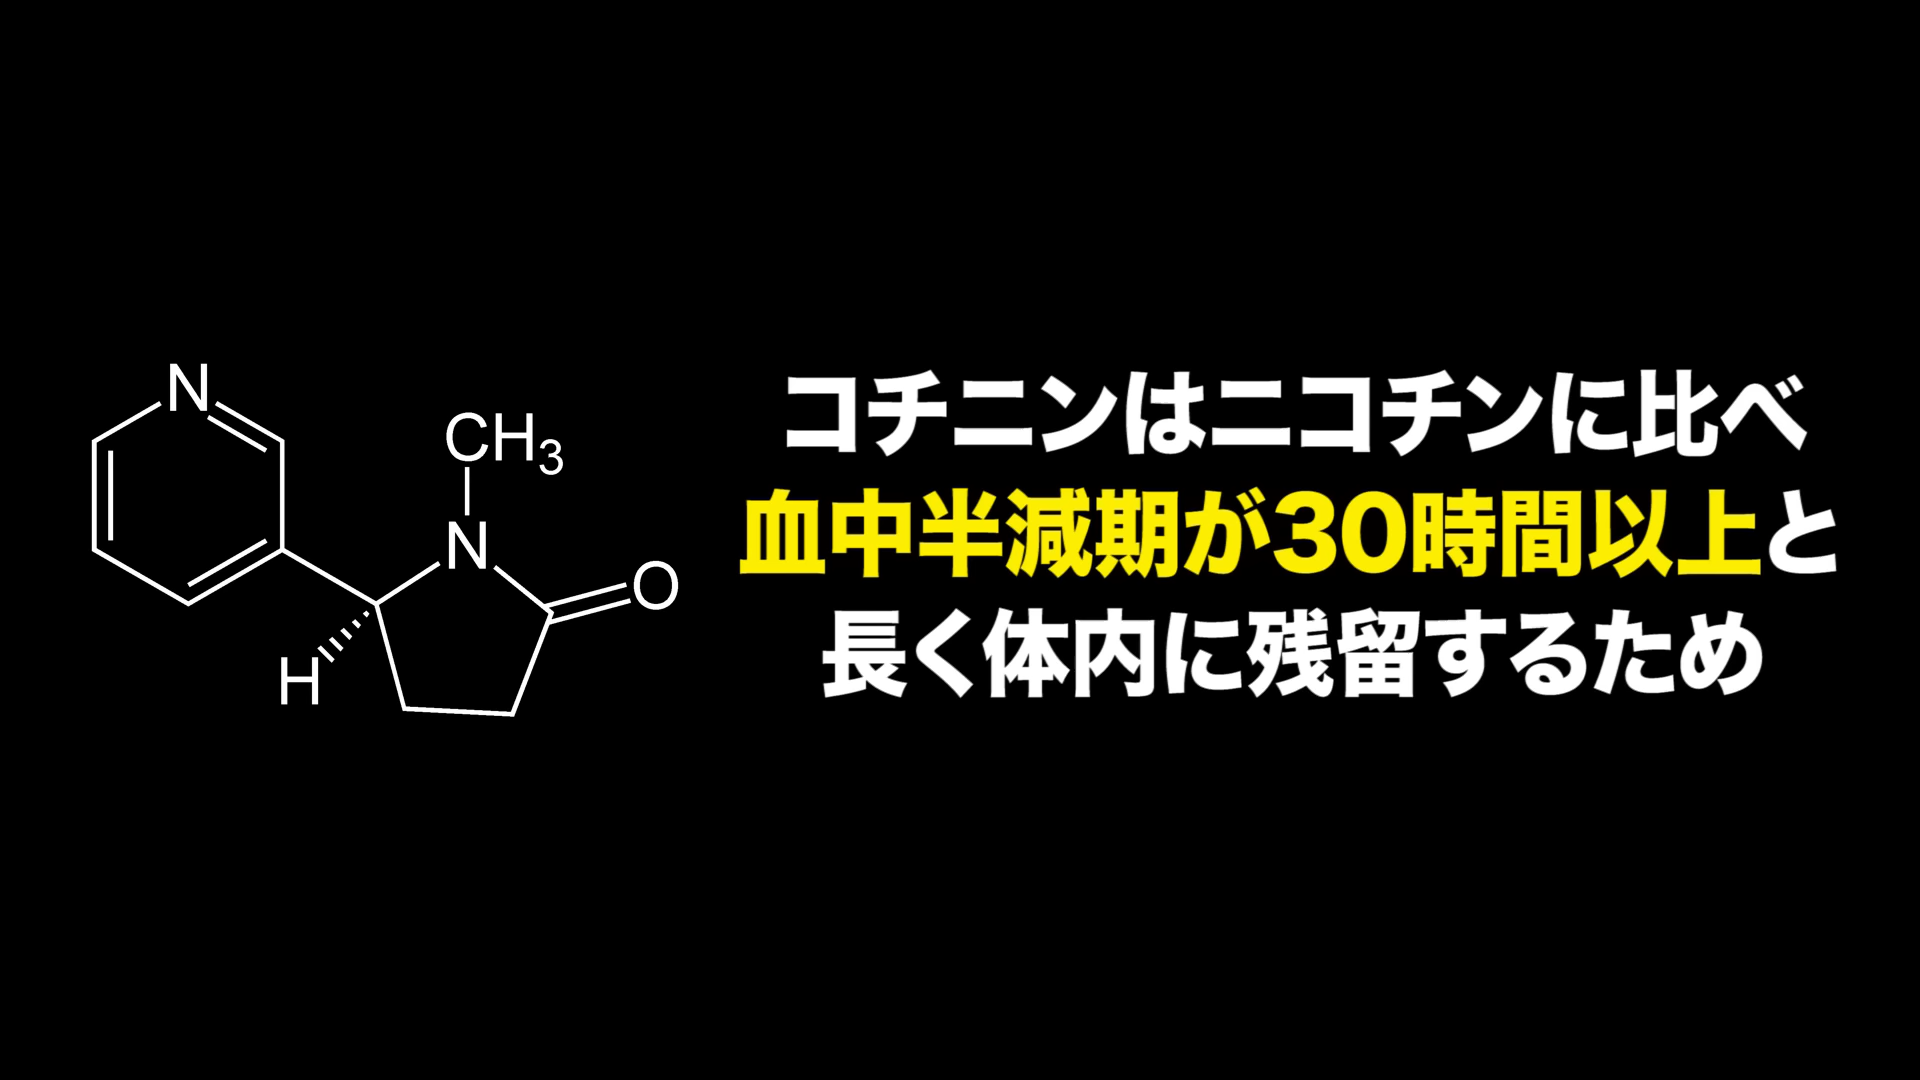 N
CH₃
N
O
H
コチニンはニコチンに比べ
血中半減期が30時間以上と
長く体内に残留するため